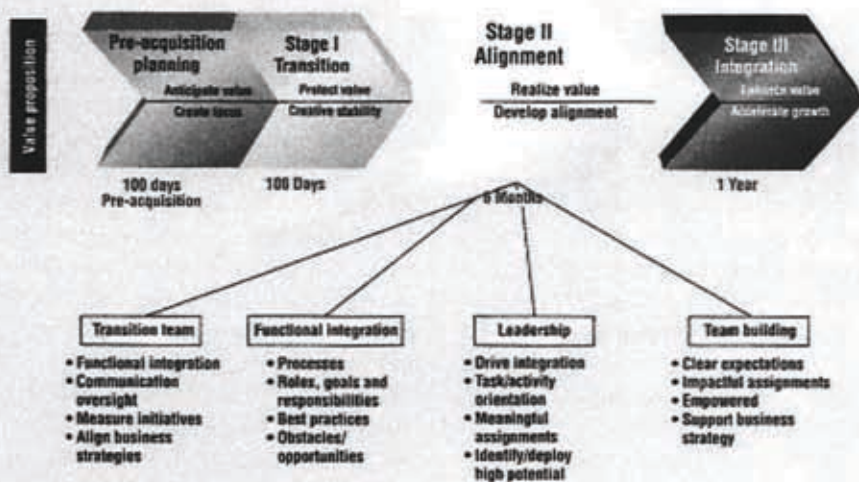 Value proposition
Pre-acquisition
planning
Anticipate value
Create focus
Stage I
Transition
Protect value
Creative stability
Stage II
Alignment
Realize value
Develop alignment
Stage III
Integration
Enhance value
Accelerate growth
100 days
Pre-acquisition
100 Days
6 Months
1 Year
Transition team
• Functional integration
• Communication
oversight
• Measure initiatives
• Align business
strategies
Functional integration
• Processes
• Roles, goals and
responsibilities
• Best practices
• Obstacles/
opportunities
Leadership
• Drive integration
• Task/activity
orientation
• Meaningful
assignments
• Identify/deploy
high potential
Team building
• Clear expectations
• Impactful assignments
• Empowered
• Support business
strategy